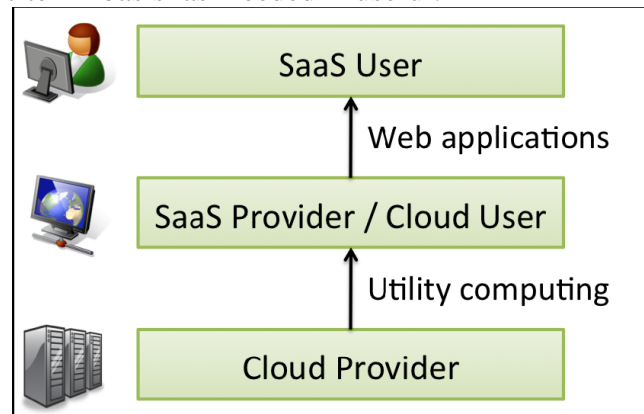 SaaS User
Web applications
SaaS Provider / Cloud User
Utility computing
Cloud Provider